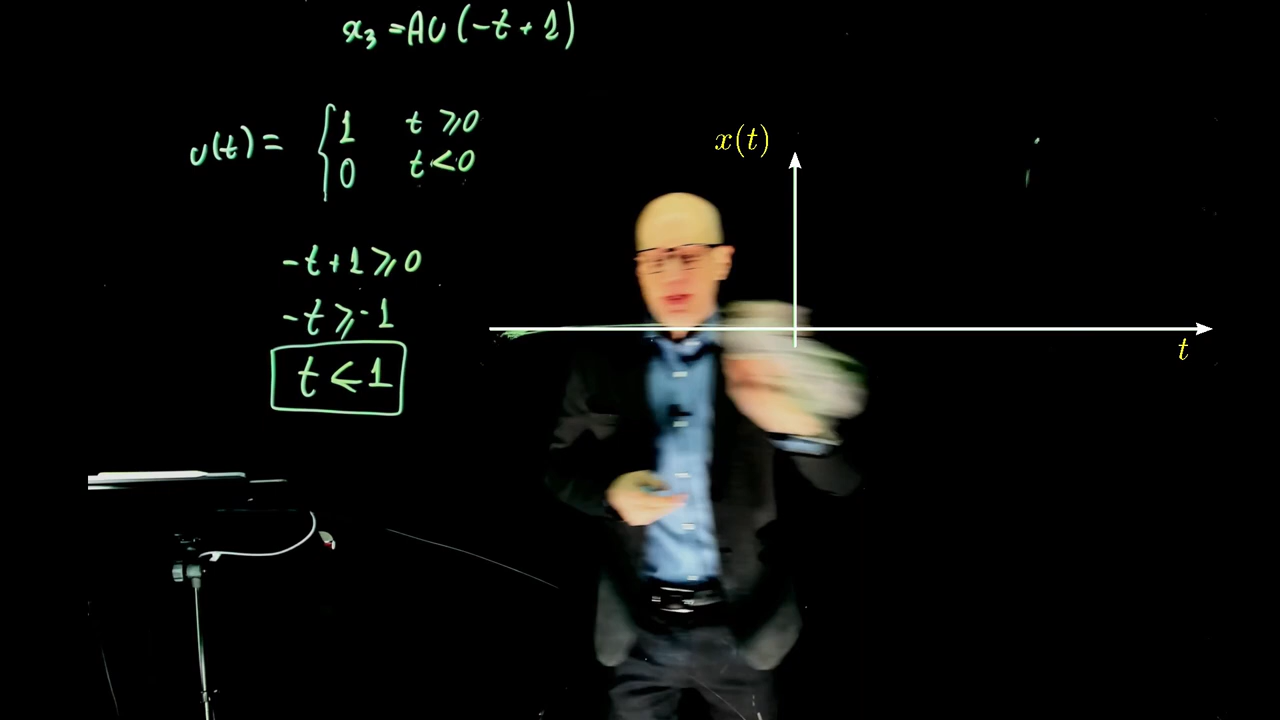 x₃ = AU(-t+1)
u(t) = { 1 t ⩾ 0
0 t < 0
x(t)
-t+1 ⩾ 0
-t ⩾ -1
t
t ⩽ 1